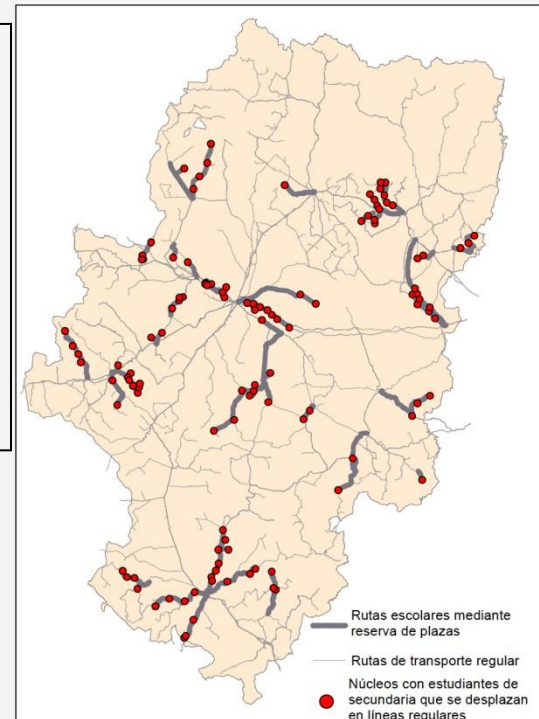 Rutas escolares mediante
reserva de plazas
Rutas de transporte regular
Núcleos con estudiantes de
secundaria que se desplazan
en líneas regulares